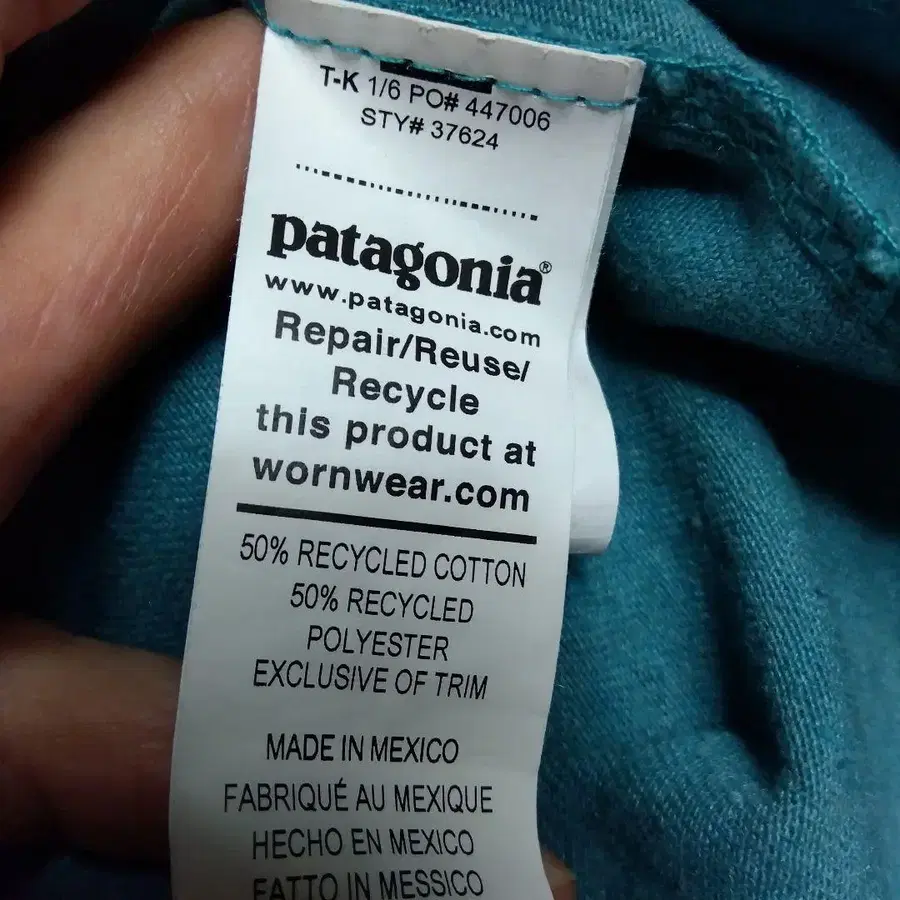 T-K 1/6 PO# 447006
STY# 37624
patagonia®
www.patagonia.com
Repair/Reuse/
Recycle
this product at
wornwear.com
50% RECYCLED COTTON
50% RECYCLED
POLYESTER
EXCLUSIVE OF TRIM
MADE IN MEXICO
FABRIQUÉ AU MEXIQUE
HECHO EN MEXICO
FATTO IN MESSICO